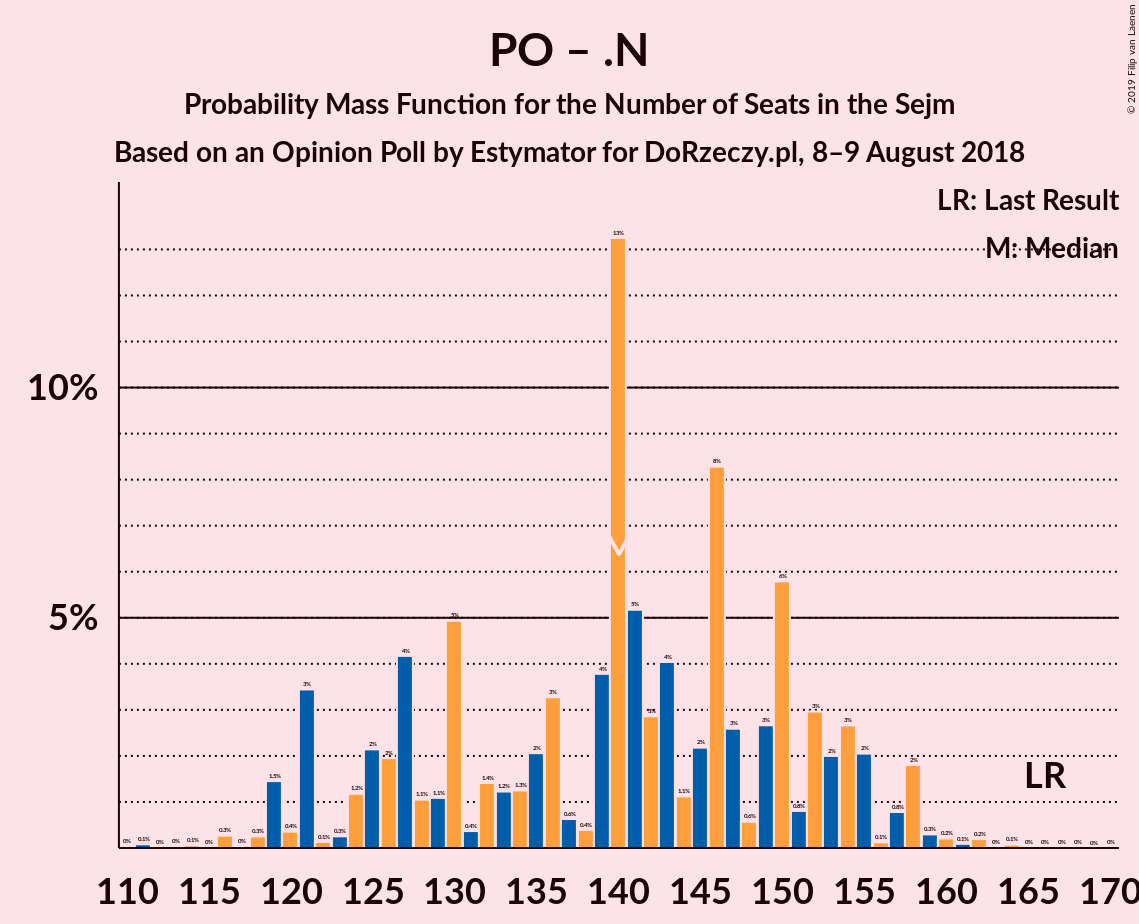 PO – .N
Probability Mass Function for the Number of Seats in the Sejm
Based on an Opinion Poll by Estymator for DoRzeczy.pl, 8–9 August 2018
© 2019 Filip van Laenen
LR: Last Result
M: Median
10%
5%
0% 0.1% 0% 0% 0.1% 0% 0.3% 0% 0.3% 1.5% 0.4% 3% 0.1% 0.3% 1.2% 2% 2% 4% 1.1% 1.1% 5% 0.4% 1.4% 1.2% 1.3% 2% 3% 0.6% 0.4% 4% 13% 5% 3% 4% 1.1% 2% 8% 3% 0.6% 3% 6% 0.8% 3% 2% 3% 2% 0.1% 0.8% 2% 0.3% 0.2% 0.1% 0.2% 0% 0.1% 0% 0% 0% 0% 0% 0%
M
LR
110 115 120 125 130 135 140 145 150 155 160 165 170